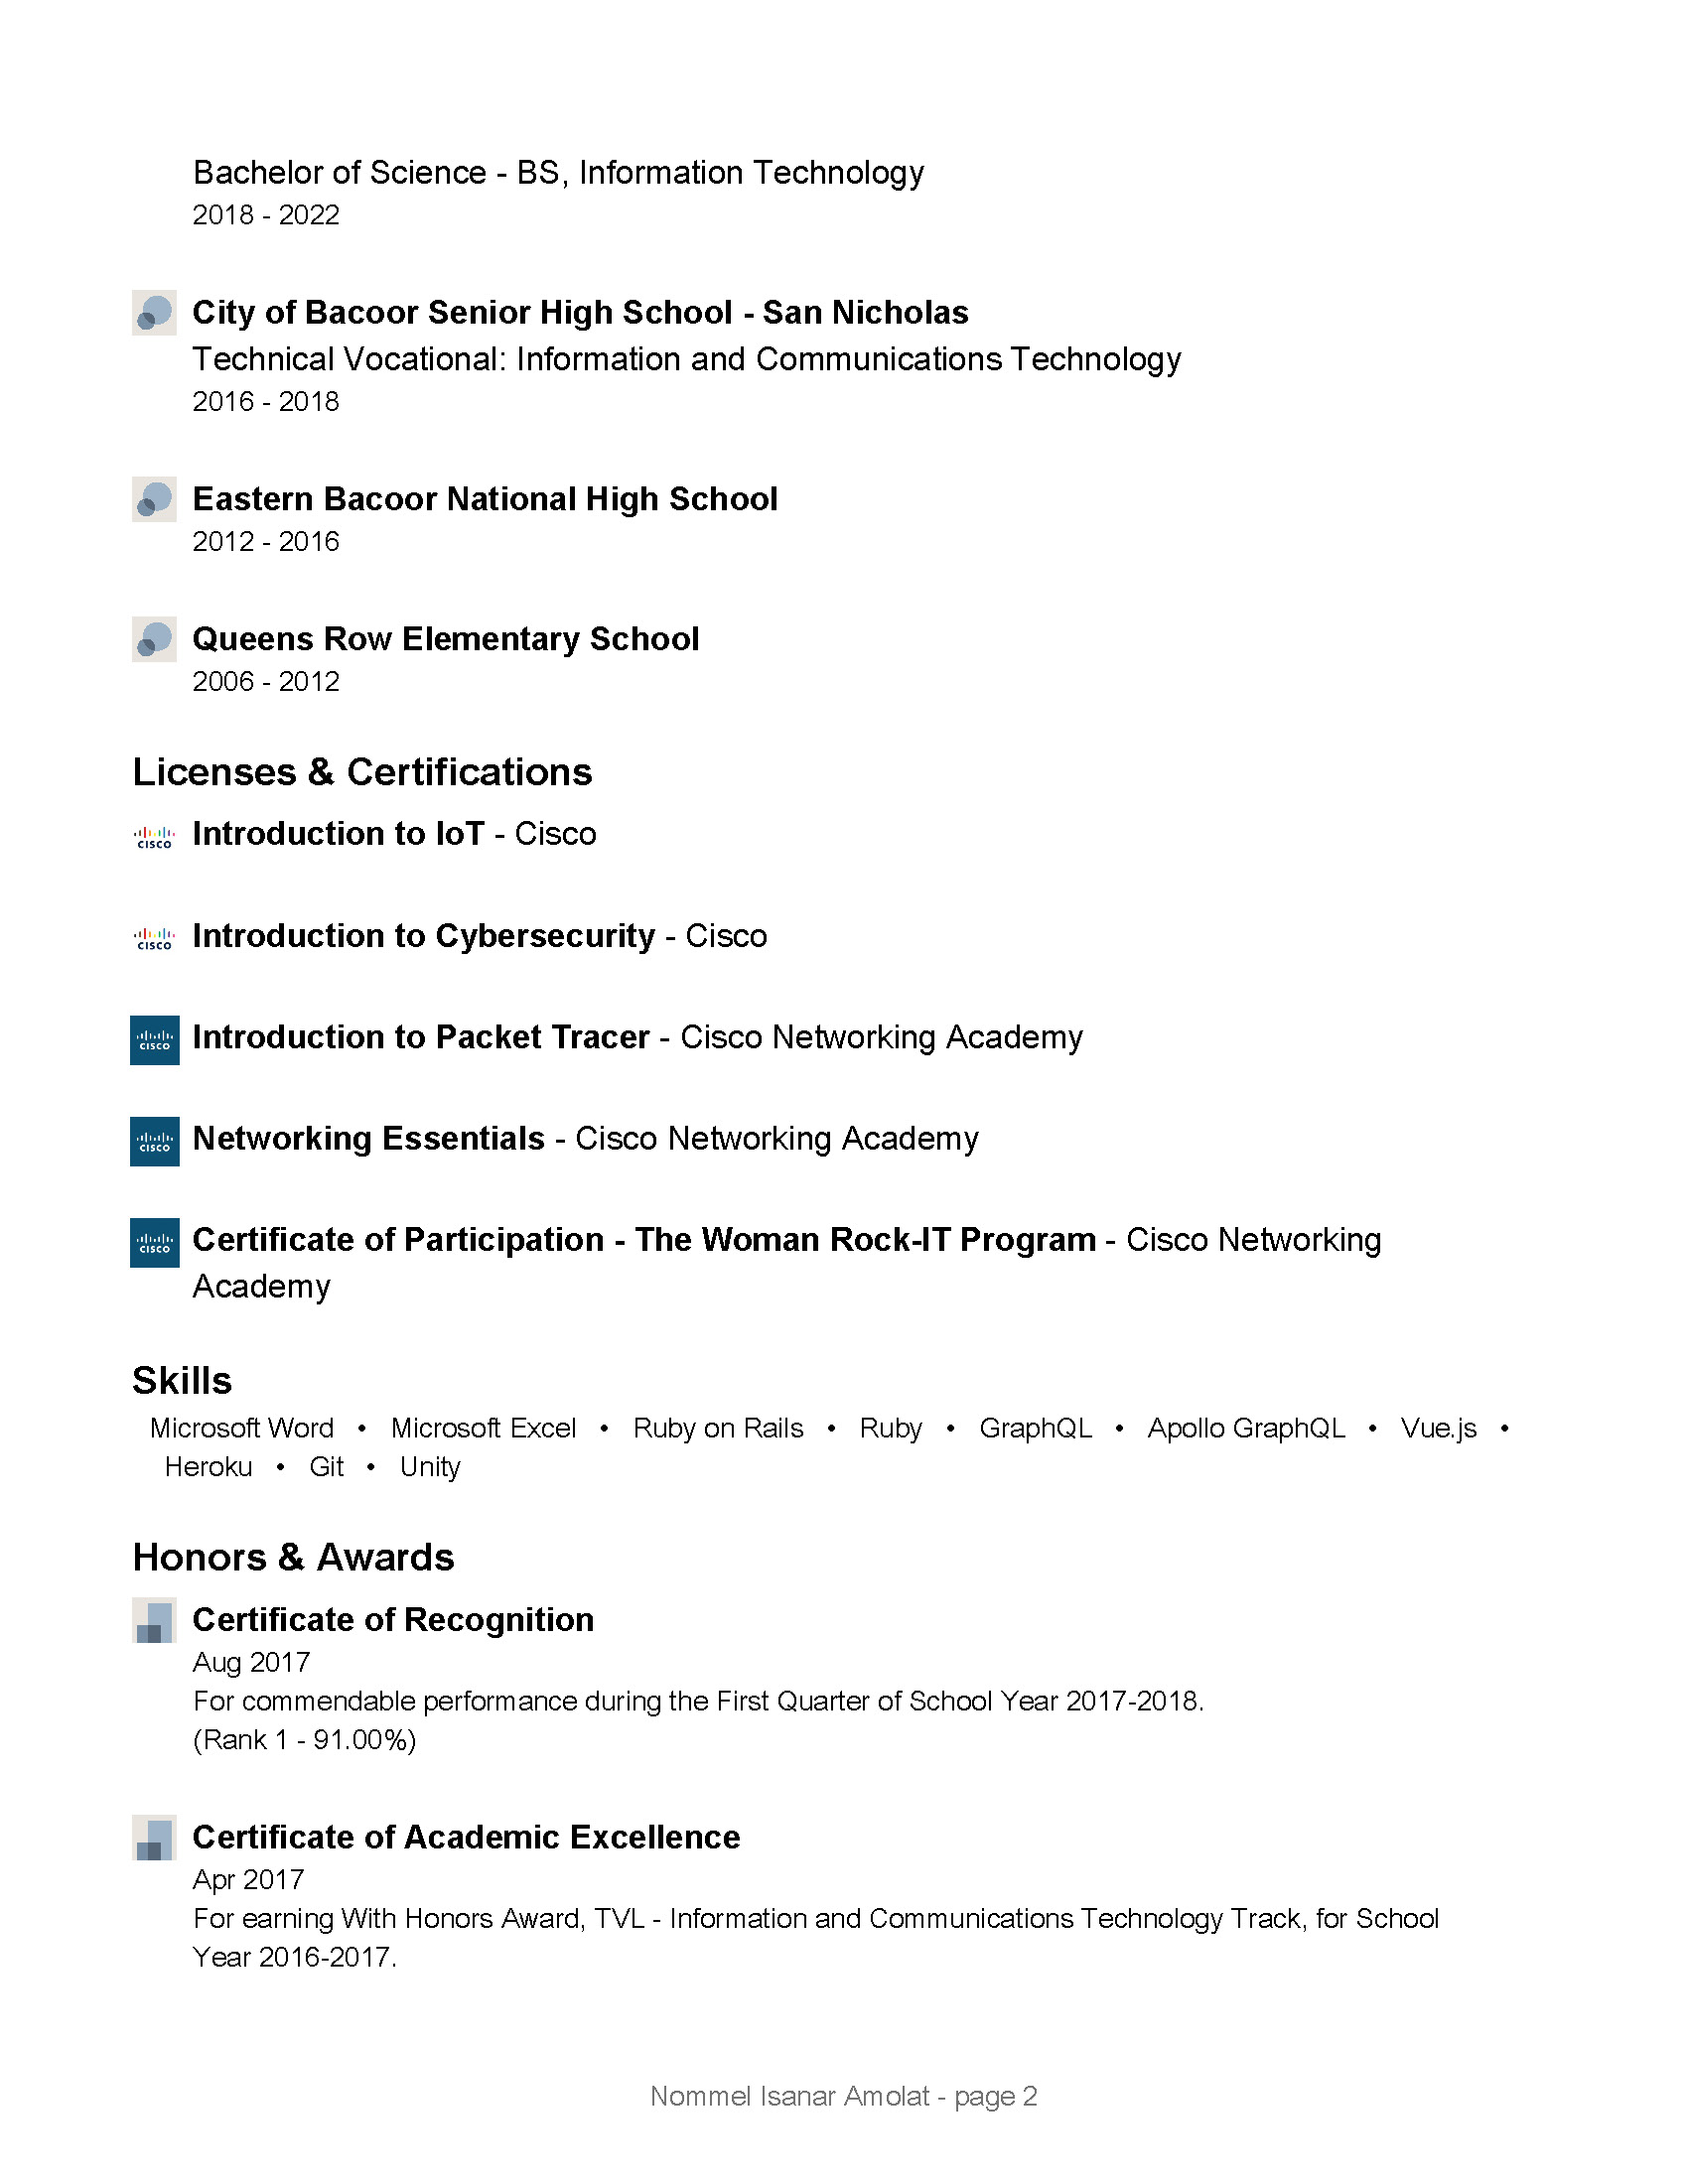 Bachelor of Science - BS, Information Technology
2018 - 2022
City of Bacoor Senior High School - San Nicholas
Technical Vocational: Information and Communications Technology
2016 - 2018
Eastern Bacoor National High School
2012 - 2016
Queens Row Elementary School
2006 - 2012
Licenses & Certifications
CISCO Introduction to IoT - Cisco
CISCO Introduction to Cybersecurity - Cisco
CISCO Introduction to Packet Tracer - Cisco Networking Academy
CISCO Networking Essentials - Cisco Networking Academy
CISCO Certificate of Participation - The Woman Rock-IT Program - Cisco Networking
Academy
Skills
Microsoft Word • Microsoft Excel • Ruby on Rails • Ruby • GraphQL • Apollo GraphQL • Vue.js •
Heroku • Git • Unity
Honors & Awards
Certificate of Recognition
Aug 2017
For commendable performance during the First Quarter of School Year 2017-2018.
(Rank 1 - 91.00%)
Certificate of Academic Excellence
Apr 2017
For earning With Honors Award, TVL - Information and Communications Technology Track, for School
Year 2016-2017.
Nommel Isanar Amolat - page 2